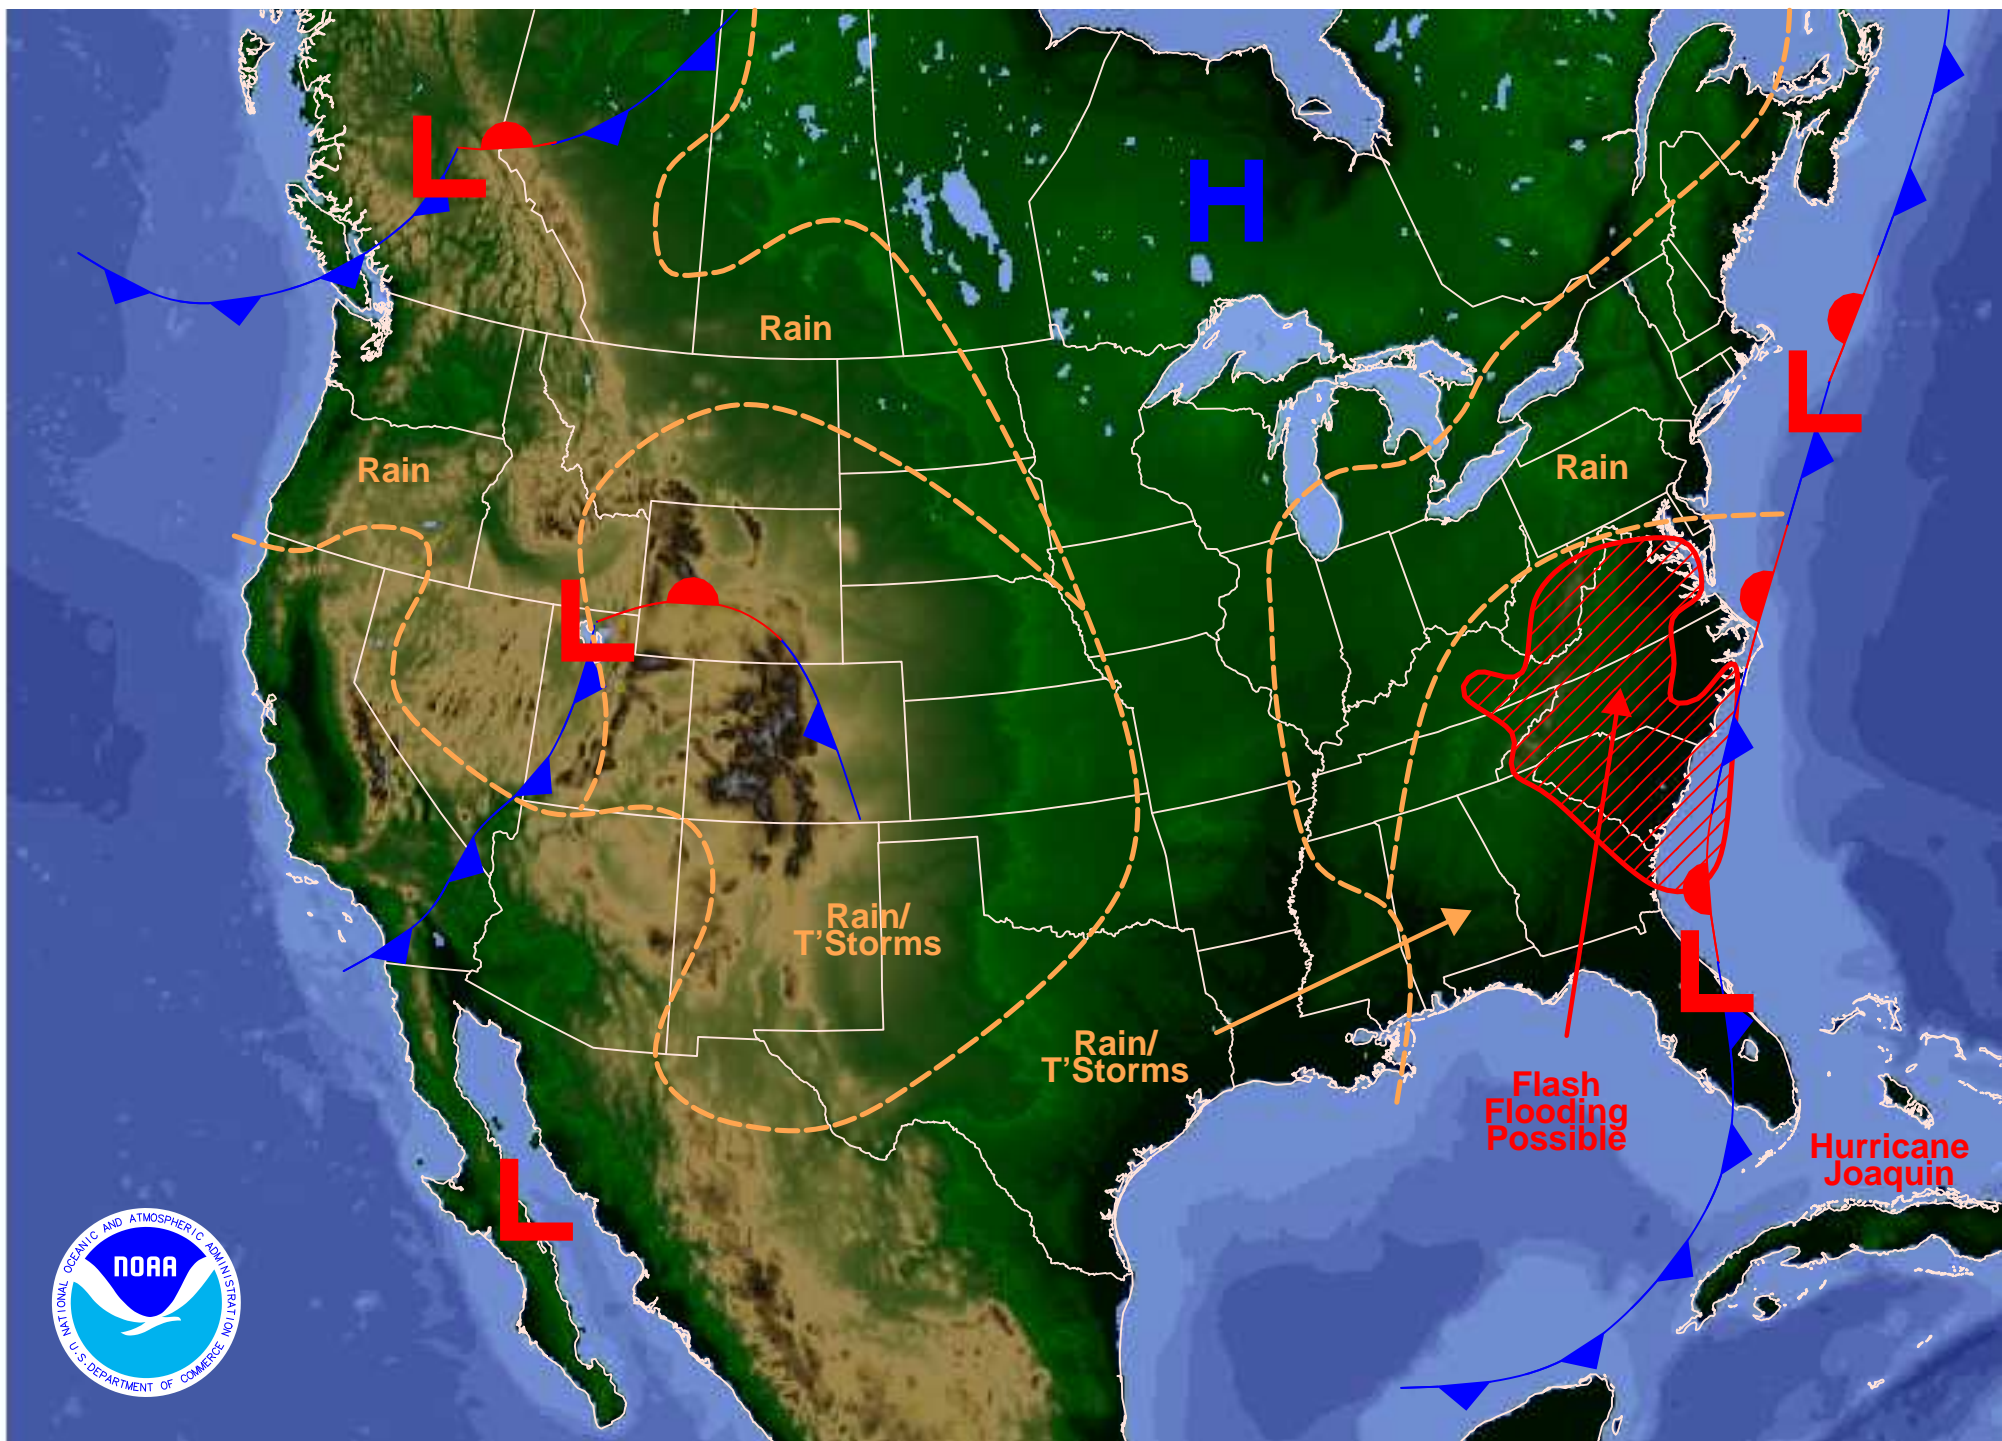 L
H
Rain
L
Rain
Rain
L
Rain/
T'Storms
L
Rain/
T'Storms
Flash
Flooding
Possible
Hurricane
Joaquin
L
NATIONAL OCEANIC AND ATMOSPHERIC ADMINISTRATION
NOAA
U.S. DEPARTMENT OF COMMERCE